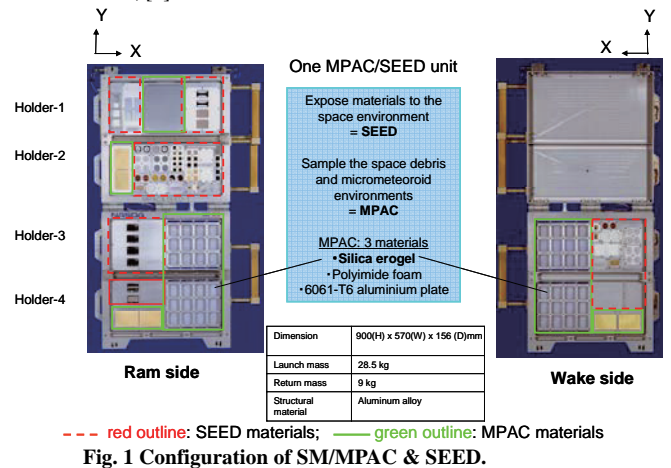 Y
X
Y
X
One MPAC/SEED unit
Holder-1
Holder-2
Holder-3
Holder-4
Expose materials to the
space environment
= SEED
Sample the space debris
and micrometeoroid
environments
= MPAC
MPAC: 3 materials
•Silica erogel
•Polyimide foam
•6061-T6 aluminium plate
Dimension 900(H) x 570(W) x 156 (D)mm
Launch mass 28.5 kg
Return mass 9 kg
Structural
material Aluminum alloy
Ram side
Wake side
red outline: SEED materials; green outline: MPAC materials
Fig. 1 Configuration of SM/MPAC & SEED.